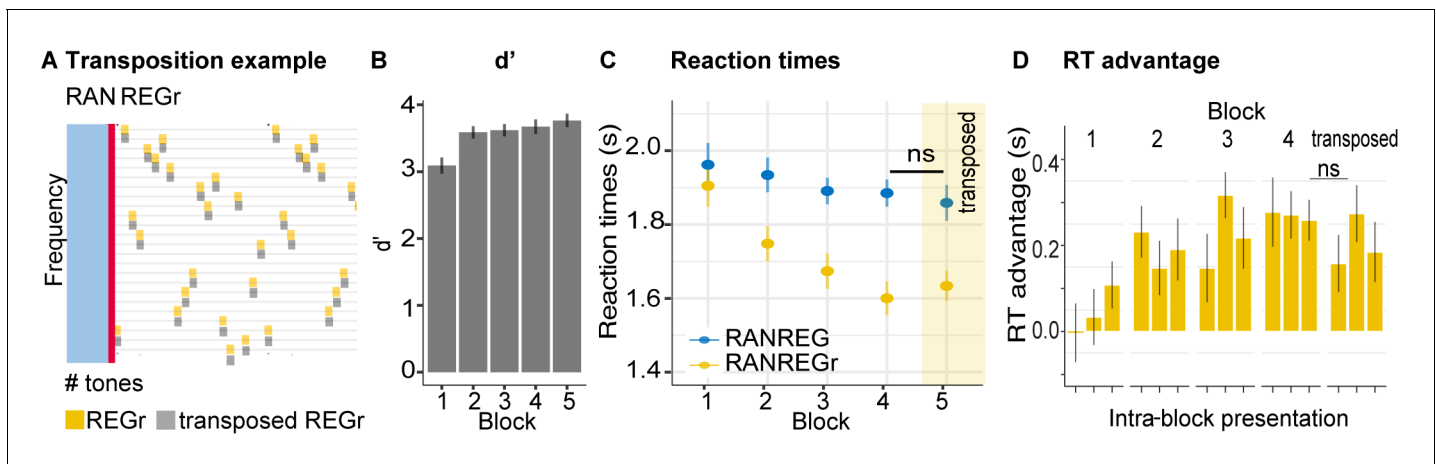 A Transposition example
RAN REGr
Frequency
# tones
REGr transposed REGr
B d'
4
3
2
1
0
d'
1 2 3 4 5
Block
C Reaction times
Reaction times (s)
2.0
1.8
1.6
1.4
ns
transposed
RANREG
RANREGr
1 2 3 4 5
Block
D RT advantage
Block
1 2 3 4 transposed
ns
RT advantage (s)
0.4
0.2
0.0
Intra-block presentation